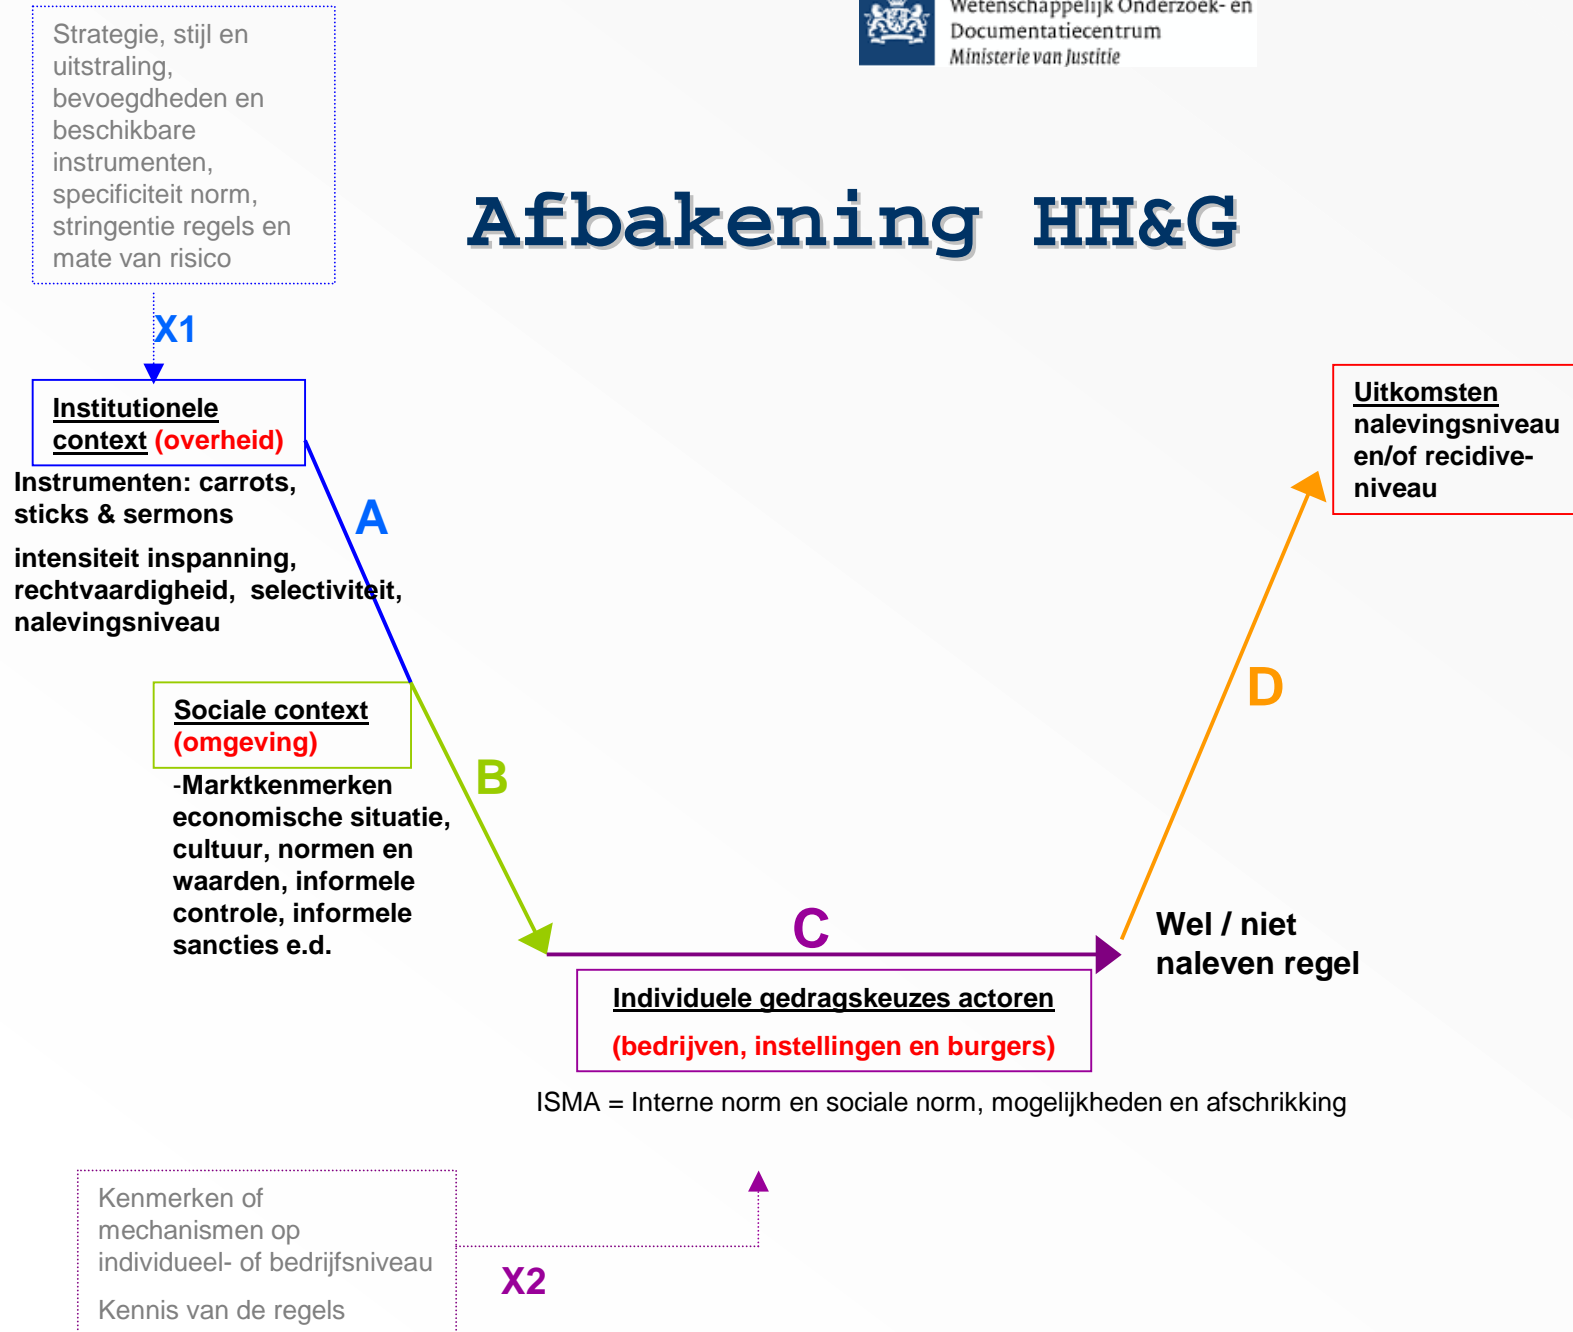 Wetenschappelijk Onderzoek- en
Documentatiecentrum
Ministerie van Justitie
Strategie, stijl en
uitstraling,
bevoegdheden en
beschikbare
instrumenten,
specificiteit norm,
stringentie regels en
mate van risico
Afbakening HH&G
X1
Institutionele
context (overheid)
Instrumenten: carrots,
sticks & sermons
intensiteit inspanning,
rechtvaardigheid, selectiviteit,
nalevingsniveau
A
Uitkomsten
nalevingsniveau
en/of recidive-
niveau
Sociale context
(omgeving)
-Marktkenmerken
economische situatie,
cultuur, normen en
waarden, informele
controle, informele
sancties e.d.
B
D
C
Wel / niet
naleven regel
Individuele gedragskeuzes actoren
(bedrijven, instellingen en burgers)
ISMA = Interne norm en sociale norm, mogelijkheden en afschrikking
Kenmerken of
mechanismen op
individueel- of bedrijfsniveau
Kennis van de regels
X2